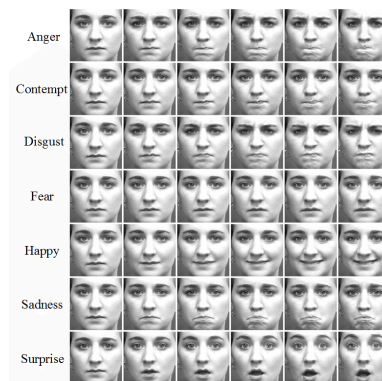 Anger
Contempt
Disgust
Fear
Happy
Sadness
Surprise